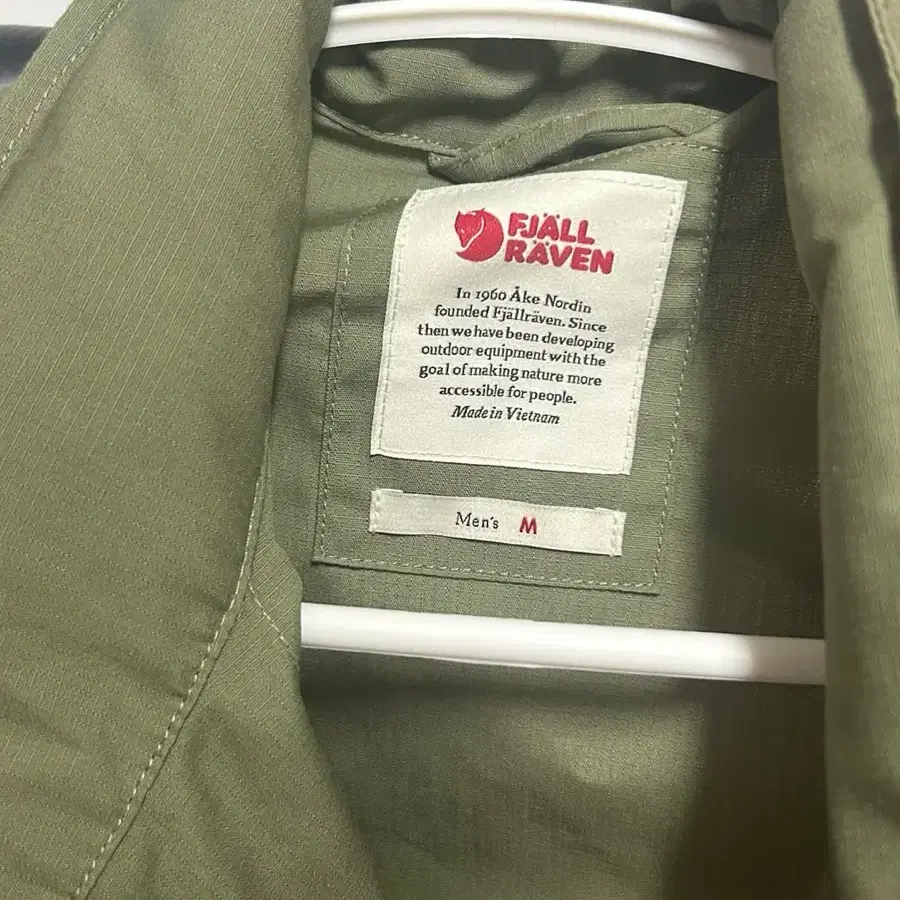 FJÄLL
RÄVEN
In 1960 Åke Nordin
founded Fjällräven. Since
then we have been developing
outdoor equipment with the
goal of making nature more
accessible for people.
Made in Vietnam
Men's M